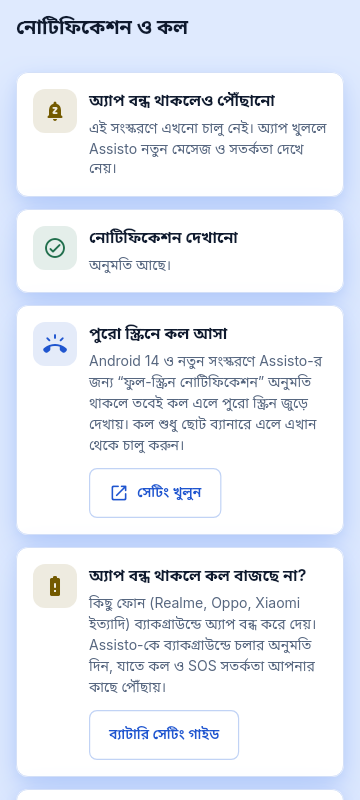 নোটিফিকেশন ও কল
অ্যাপ বন্ধ থাকলেও পৌঁছানো
এই সংস্করণে এখনো চালু নেই। অ্যাপ খুললে
Assisto নতুন মেসেজ ও সতর্কতা দেখে
নেয়।
নোটিফিকেশন দেখানো
অনুমতি আছে।
পুরো স্ক্রিনে কল আসা
Android 14 ও নতুন সংস্করণে Assisto-র
জন্য “ফুল-স্ক্রিন নোটিফিকেশন” অনুমতি
থাকলে তবেই কল এলে পুরো স্ক্রিন জুড়ে
দেখায়। কল শুধু ছোট ব্যানারে এলে এখান
থেকে চালু করুন।
সেটিং খুলুন
অ্যাপ বন্ধ থাকলে কল বাজছে না?
কিছু ফোন (Realme, Oppo, Xiaomi
ইত্যাদি) ব্যাকগ্রাউন্ডে অ্যাপ বন্ধ করে দেয়।
Assisto-কে ব্যাকগ্রাউন্ডে চলার অনুমতি
দিন, যাতে কল ও SOS সতর্কতা আপনার
কাছে পৌঁছায়।
ব্যাটারি সেটিং গাইড